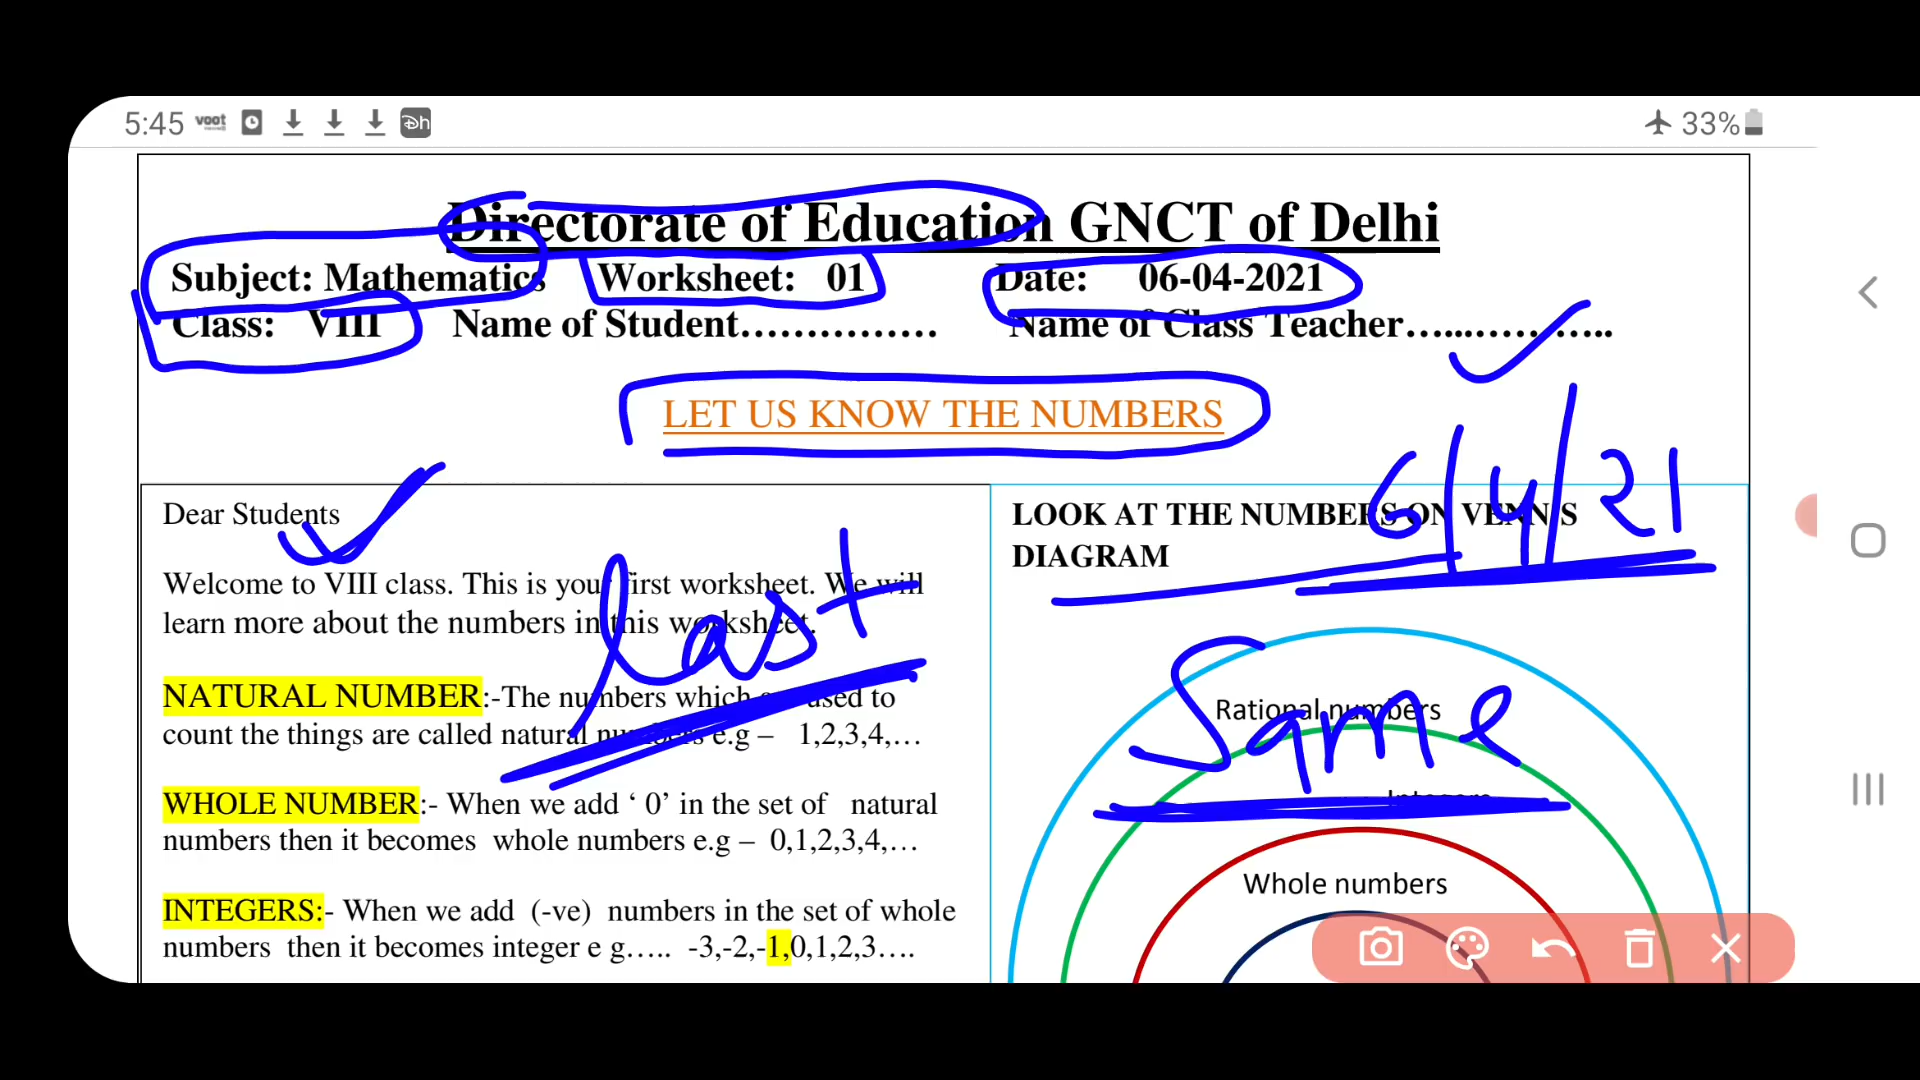 5:45 voot Dh 33%
Directorate of Education GNCT of Delhi
Subject: Mathematics Worksheet: 01 Date: 06-04-2021
Class: VIII Name of Student…………… Name of Class Teacher…...………..
LET US KNOW THE NUMBERS
6/4/21
Dear Students
Welcome to VIII class. This is your first worksheet. We will
learn more about the numbers in this worksheet.
last
NATURAL NUMBER:-The numbers which are used to
count the things are called natural numbers e.g – 1,2,3,4,…
WHOLE NUMBER:- When we add ‘ 0’ in the set of natural
numbers then it becomes whole numbers e.g – 0,1,2,3,4,…
INTEGERS:- When we add (-ve) numbers in the set of whole
numbers then it becomes integer e g….. -3,-2,-1,0,1,2,3….
LOOK AT THE NUMBERS ON VENN'S
DIAGRAM
Rational numbers
Same
Integers
Whole numbers